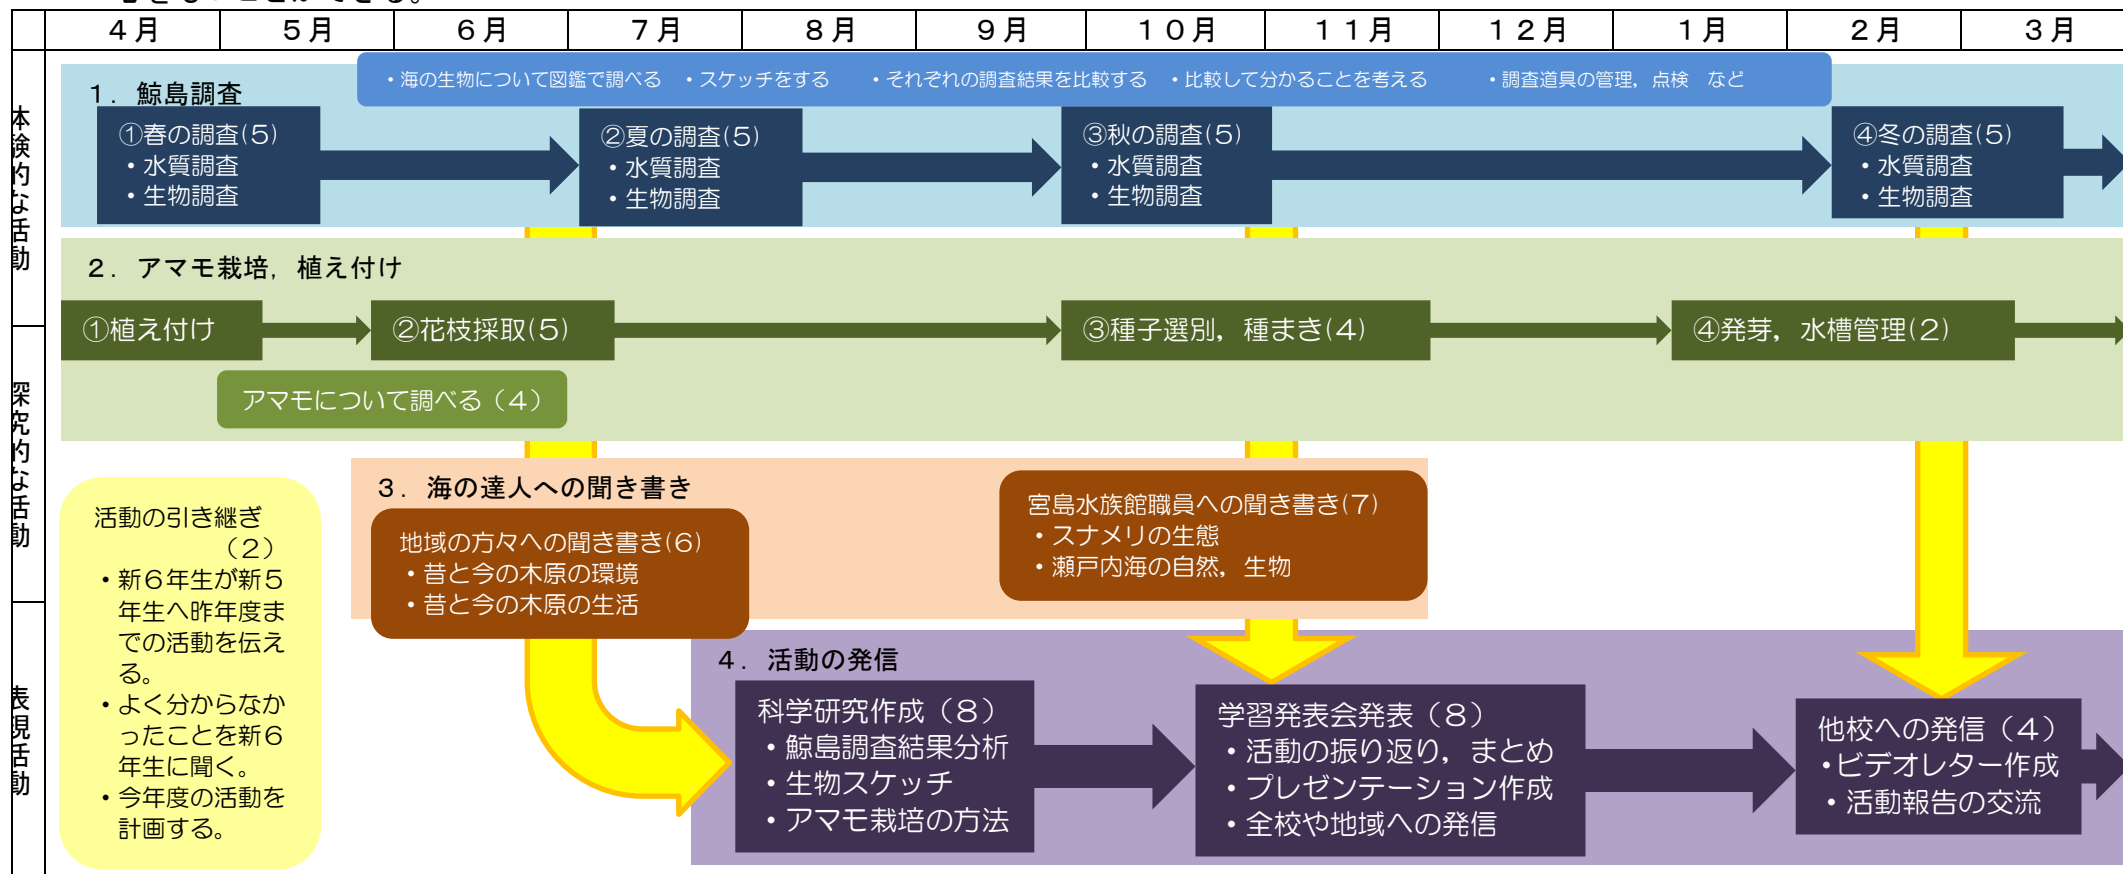 4月 5月 6月 7月 8月 9月 10月 11月 12月 1月 2月 3月
体験的な活動
探究的な活動
表現活動
・海の生物について図鑑で調べる ・スケッチをする ・それぞれの調査結果を比較する ・比較して分かることを考える ・調査道具の管理，点検 など
1．鯨島調査
①春の調査(5)
・水質調査
・生物調査
②夏の調査(5)
・水質調査
・生物調査
③秋の調査(5)
・水質調査
・生物調査
④冬の調査(5)
・水質調査
・生物調査
2．アマモ栽培，植え付け
①植え付け
②花枝採取(5)
③種子選別，種まき(4)
④発芽，水槽管理(2)
アマモについて調べる（4）
活動の引き継ぎ
（2）
・新6年生が新5
年生へ昨年度ま
での活動を伝え
る。
・よく分からなか
ったことを新6
年生に聞く。
・今年度の活動を
計画する。
3．海の達人への聞き書き
地域の方々への聞き書き(6)
・昔と今の木原の環境
・昔と今の木原の生活
宮島水族館職員への聞き書き(7)
・スナメリの生態
・瀬戸内海の自然，生物
4．活動の発信
科学研究作成（8）
・鯨島調査結果分析
・生物スケッチ
・アマモ栽培の方法
学習発表会発表（8）
・活動の振り返り，まとめ
・プレゼンテーション作成
・全校や地域への発信
他校への発信（4）
・ビデオレター作成
・活動報告の交流